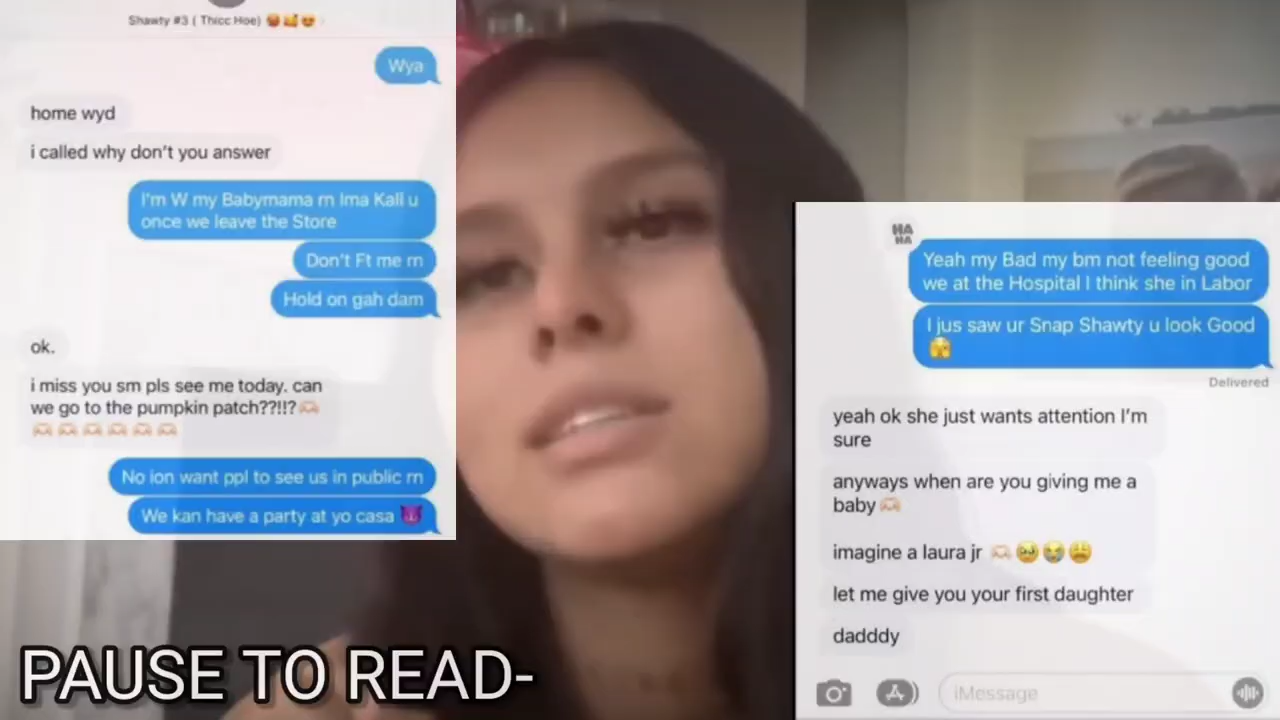 Shawty #3 ( Thicc Hoe) 🥵🥰😍
Wya
home wyd
i called why don't you answer
I'm W my Babymama rn Ima Kall u
once we leave the Store
Don't Ft me rn
Hold on gah dam
ok.
i miss you sm pls see me today. can
we go to the pumpkin patch??!!?🫶🏻
🫶🏻🫶🏻🫶🏻🫶🏻🫶🏻🫶🏻
No ion want ppl to see us in public rn
We kan have a party at yo casa 😈
HA
HA
Yeah my Bad my bm not feeling good
we at the Hospital I think she in Labor
I jus saw ur Snap Shawty u look Good
🫣
Delivered
yeah ok she just wants attention I'm
sure
anyways when are you giving me a
baby🫶🏻
imagine a laura jr 🫶🏻🥹😭😩
let me give you your first daughter
dadddy
iMessage
PAUSE TO READ-